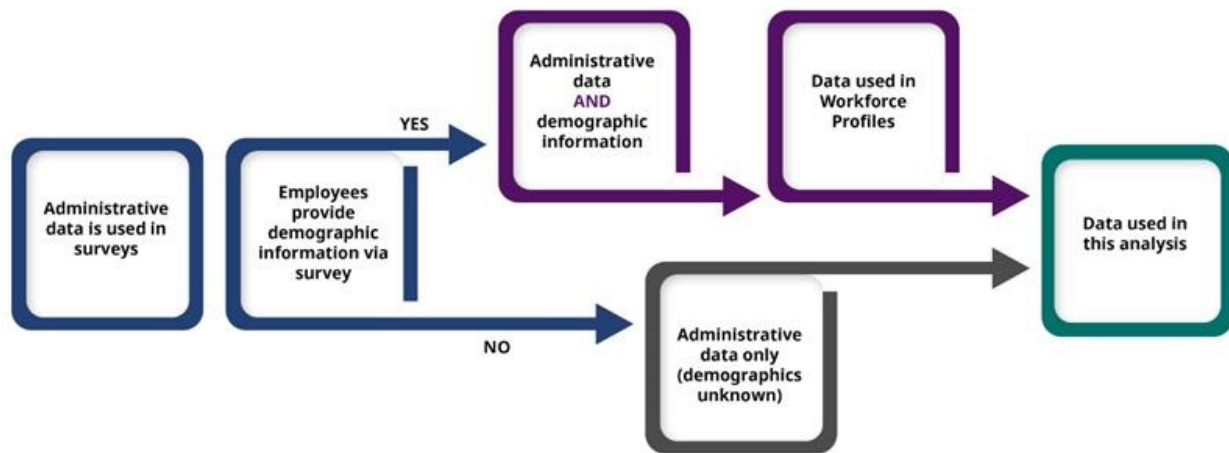 Administrative
data is used in
surveys
Employees
provide
demographic
information via
survey
YES
Administrative
data
AND
demographic
information
Data used in
Workforce
Profiles
NO
Administrative
data only
(demographics
unknown)
Data used in
this analysis